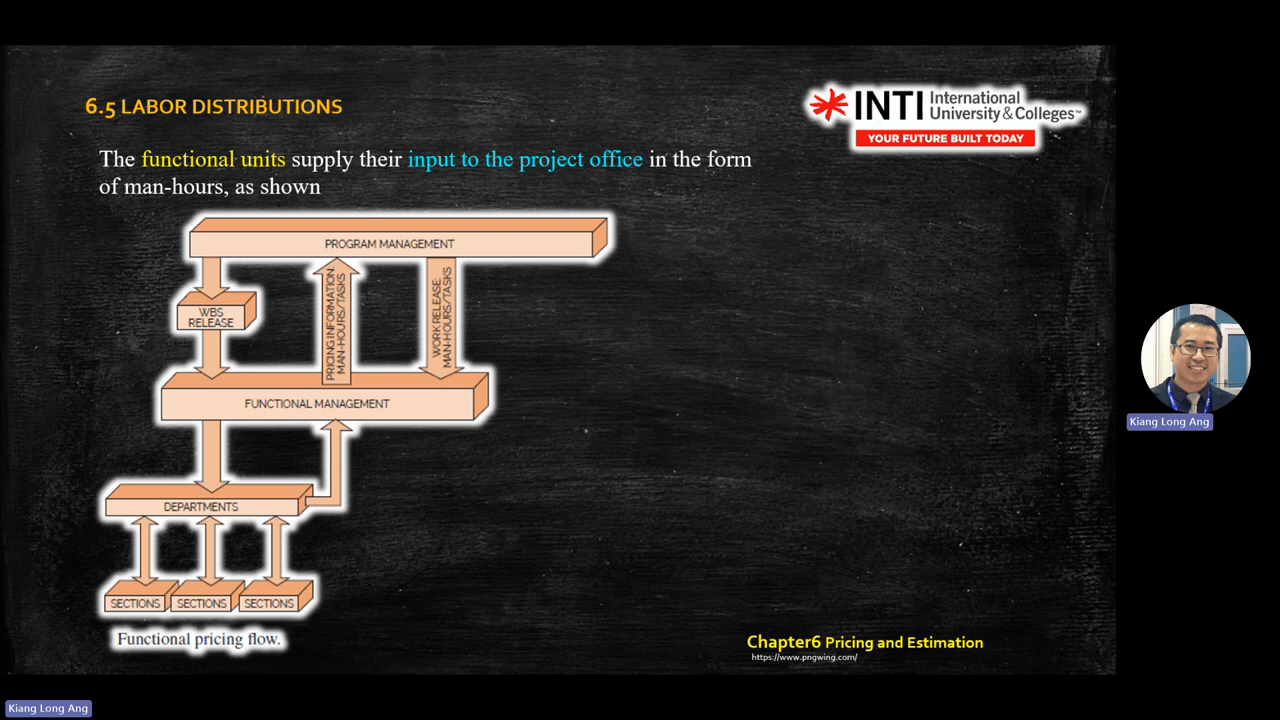 6.5 LABOR DISTRIBUTIONS
INTI International
University & Colleges™
YOUR FUTURE BUILT TODAY
The functional units supply their input to the project office in the form
of man-hours, as shown
PROGRAM MANAGEMENT
WBS
RELEASE
PRICING INFORMATION:
MAN-HOURS/TASKS
WORK RELEASE:
MAN-HOURS/TASKS
FUNCTIONAL MANAGEMENT
DEPARTMENTS
SECTIONS SECTIONS SECTIONS
Functional pricing flow.
Chapter6 Pricing and Estimation
https://www.pngwing.com/
Kiang Long Ang
Kiang Long Ang